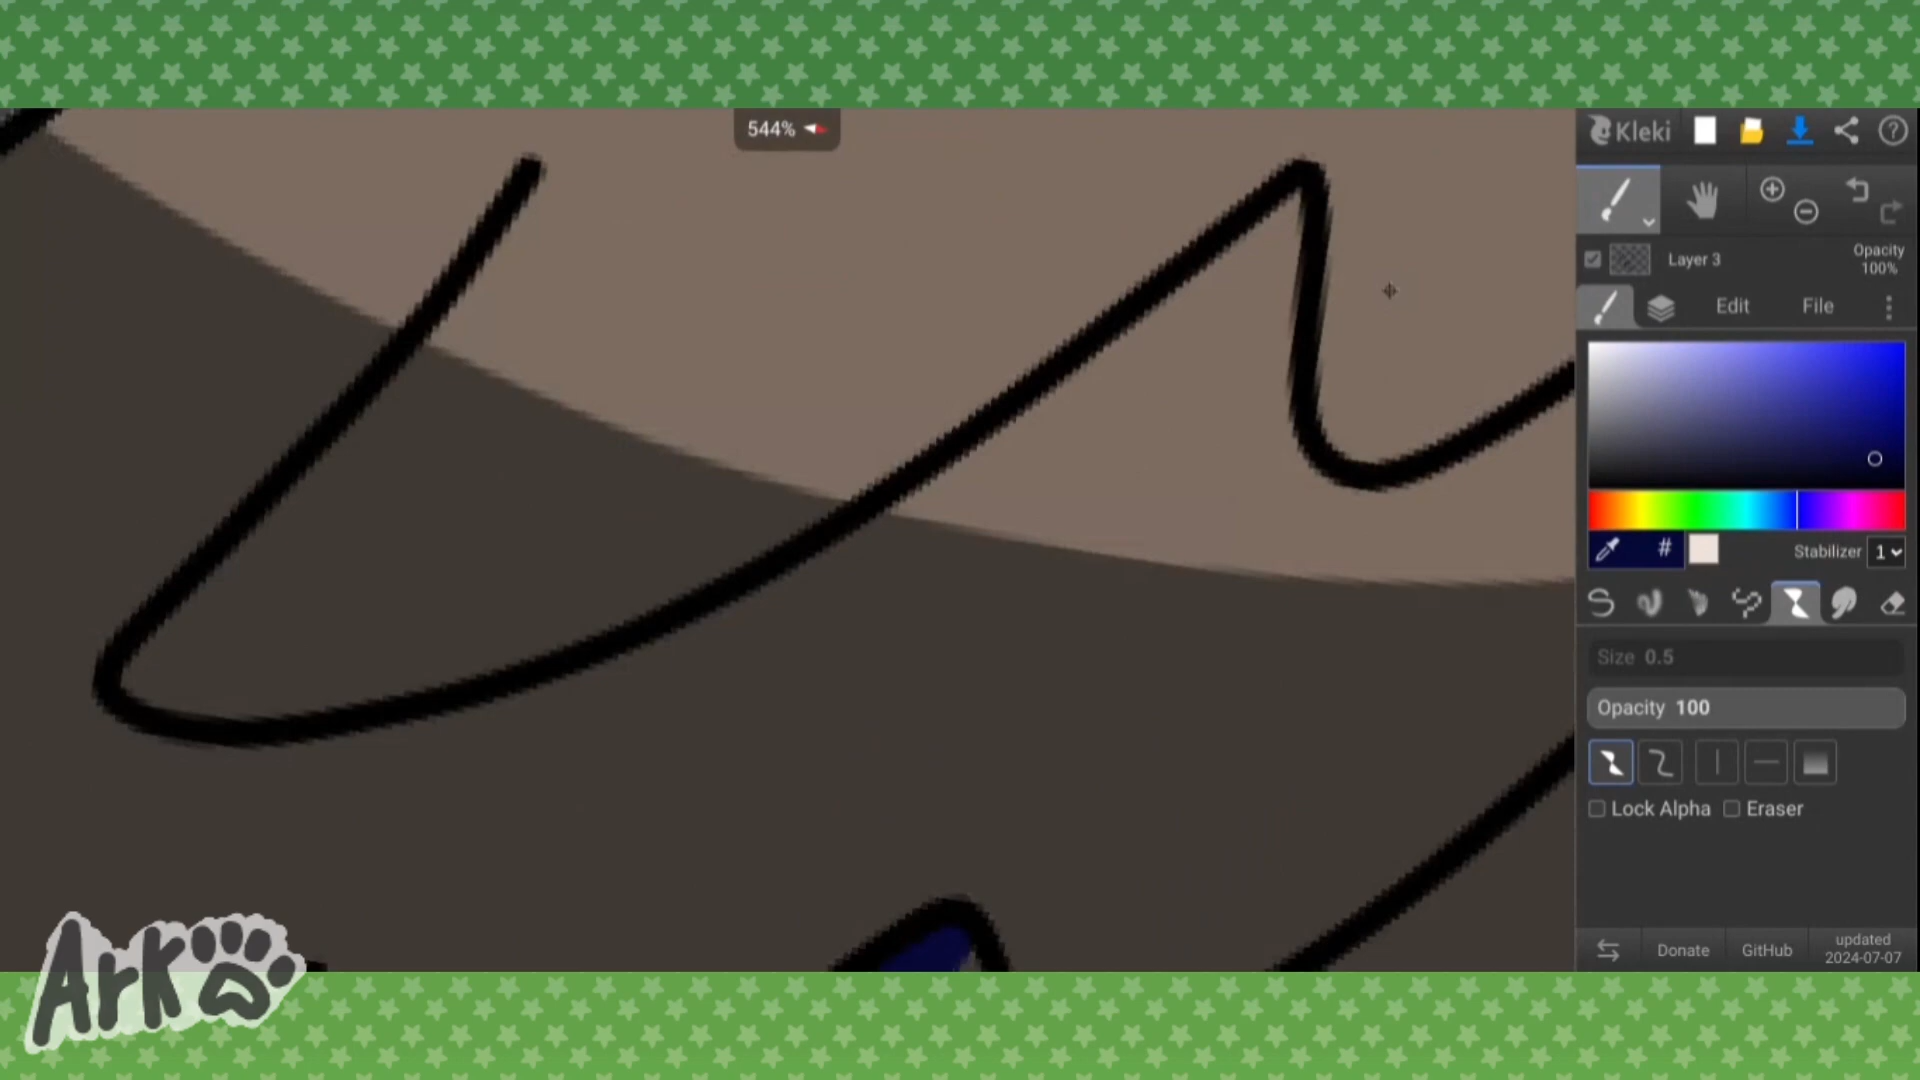 544%
Kleki
Layer 3
Opacity
100%
Edit
File
#
Stabilizer
1
Size 0.5
Opacity 100
Lock Alpha
Eraser
Donate
GitHub
updated
2024-07-07
Ark